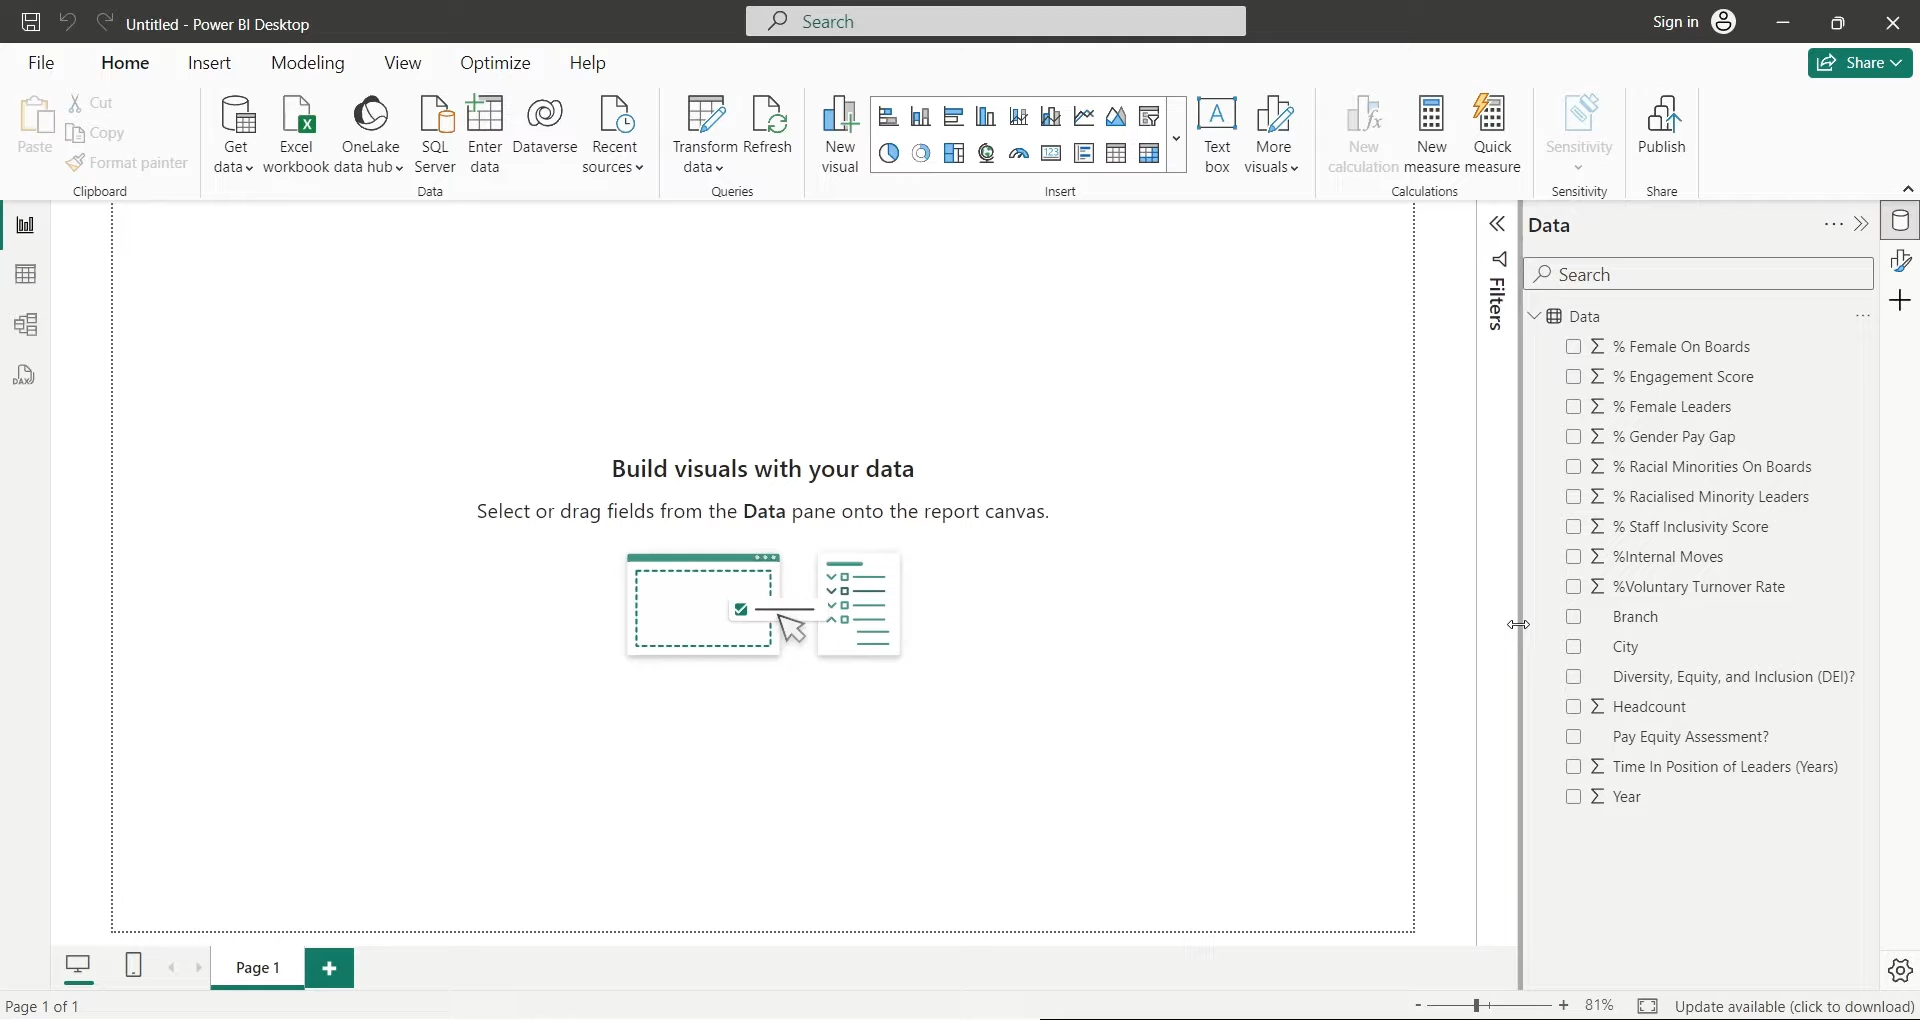 Untitled - Power BI Desktop
Search
Sign in
File Home Insert Modeling View Optimize Help
Share
Paste
Cut
Copy
Format painter
Clipboard
Get data
Excel workbook
OneLake data hub
SQL Server
Enter data
Dataverse
Recent sources
Data
Transform data
Refresh
Queries
New visual
123
A
Text box
More visuals
Insert
New calculation
New measure
Quick measure
Calculations
Sensitivity
Sensitivity
Publish
Share
DAX
Build visuals with your data
Select or drag fields from the Data pane onto the report canvas.
Filters
Data
Search
Data
% Female On Boards
% Engagement Score
% Female Leaders
% Gender Pay Gap
% Racial Minorities On Boards
% Racialised Minority Leaders
% Staff Inclusivity Score
%Internal Moves
%Voluntary Turnover Rate
Branch
City
Diversity, Equity, and Inclusion (DEI)?
Headcount
Pay Equity Assessment?
Time In Position of Leaders (Years)
Year
Page 1
Page 1 of 1
81%
Update available (click to download)